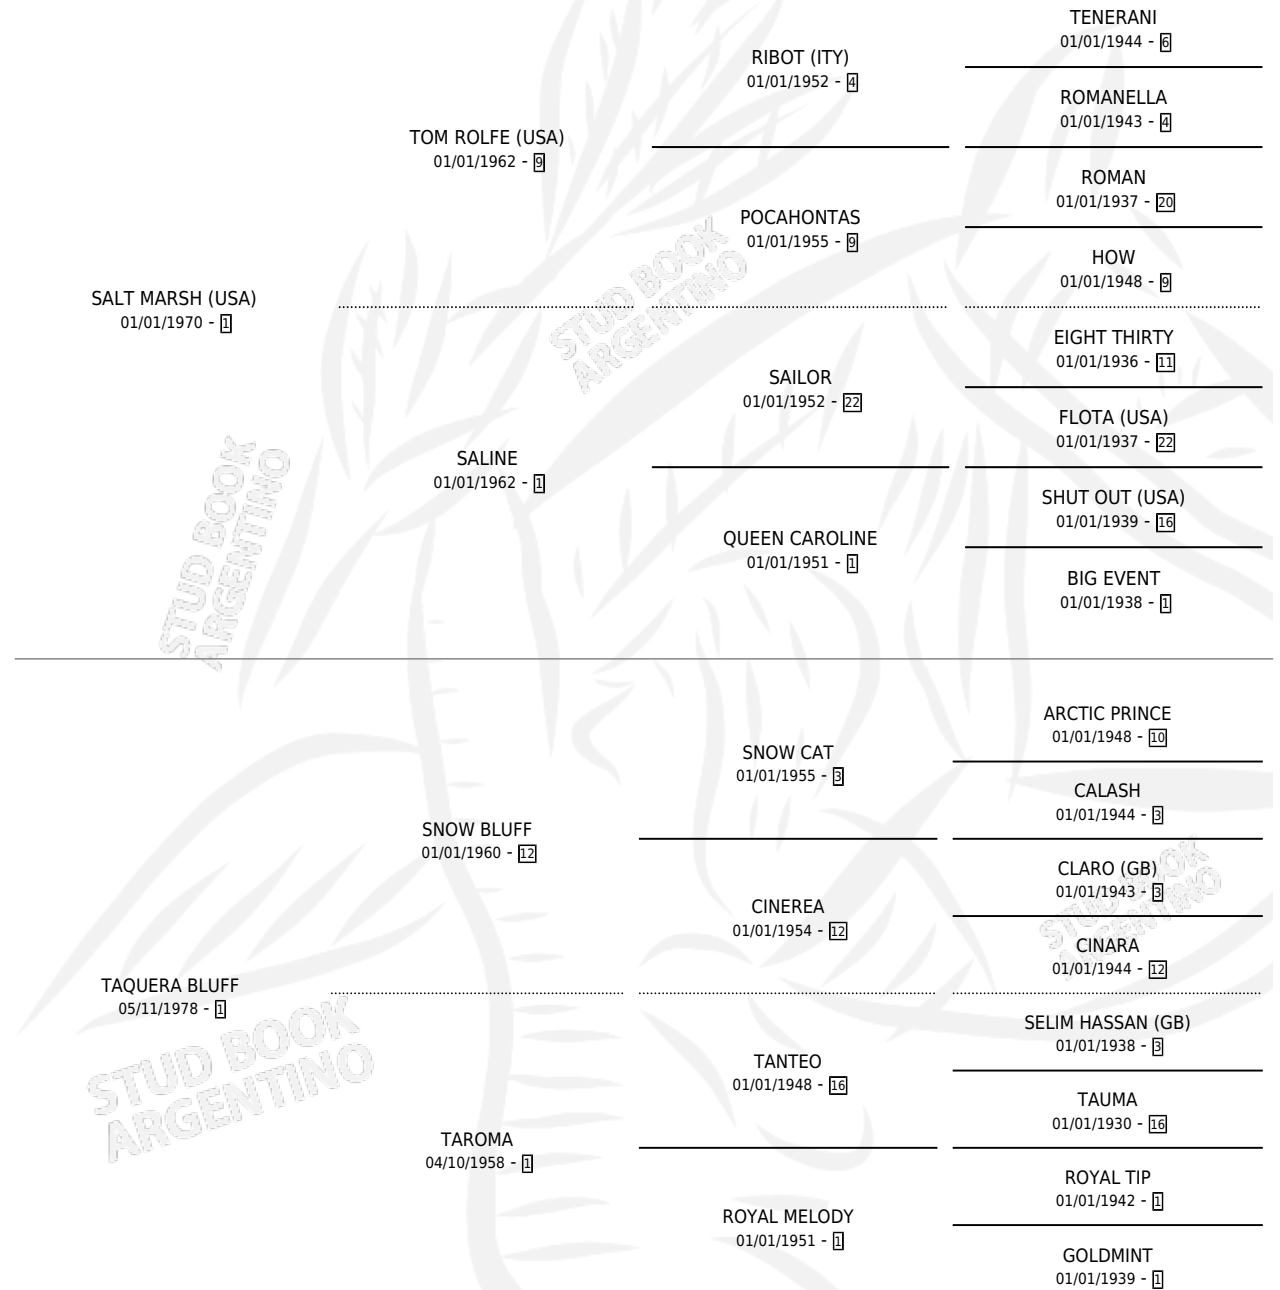 TENERANI
01/01/1944 - 6
RIBOT (ITY)
01/01/1952 - 4
ROMANELLA
01/01/1943 - 4
TOM ROLFE (USA)
01/01/1962 - 9
ROMAN
01/01/1937 - 20
POCAHONTAS
01/01/1955 - 9
HOW
01/01/1948 - 9
SALT MARSH (USA)
01/01/1970 - 1
EIGHT THIRTY
01/01/1936 - 11
SAILOR
01/01/1952 - 22
FLOTA (USA)
01/01/1937 - 22
SALINE
01/01/1962 - 1
SHUT OUT (USA)
01/01/1939 - 16
QUEEN CAROLINE
01/01/1951 - 1
BIG EVENT
01/01/1938 - 1
STUD BOOK
ARGENTINO
STUD BOOK
ARGENTINO
ARCTIC PRINCE
01/01/1948 - 10
SNOW CAT
01/01/1955 - 3
CALASH
01/01/1944 - 3
SNOW BLUFF
01/01/1960 - 12
CLARO (GB)
01/01/1943 - 3
CINEREA
01/01/1954 - 12
CINARA
01/01/1944 - 12
TAQUERA BLUFF
05/11/1978 - 1
SELIM HASSAN (GB)
01/01/1938 - 3
TANTEO
01/01/1948 - 16
TAUMA
01/01/1930 - 16
TAROMA
04/10/1958 - 1
ROYAL TIP
01/01/1942 - 1
ROYAL MELODY
01/01/1951 - 1
GOLDMINT
01/01/1939 - 1
STUD BOOK
ARGENTINO
STUD BOOK
ARGENTINO